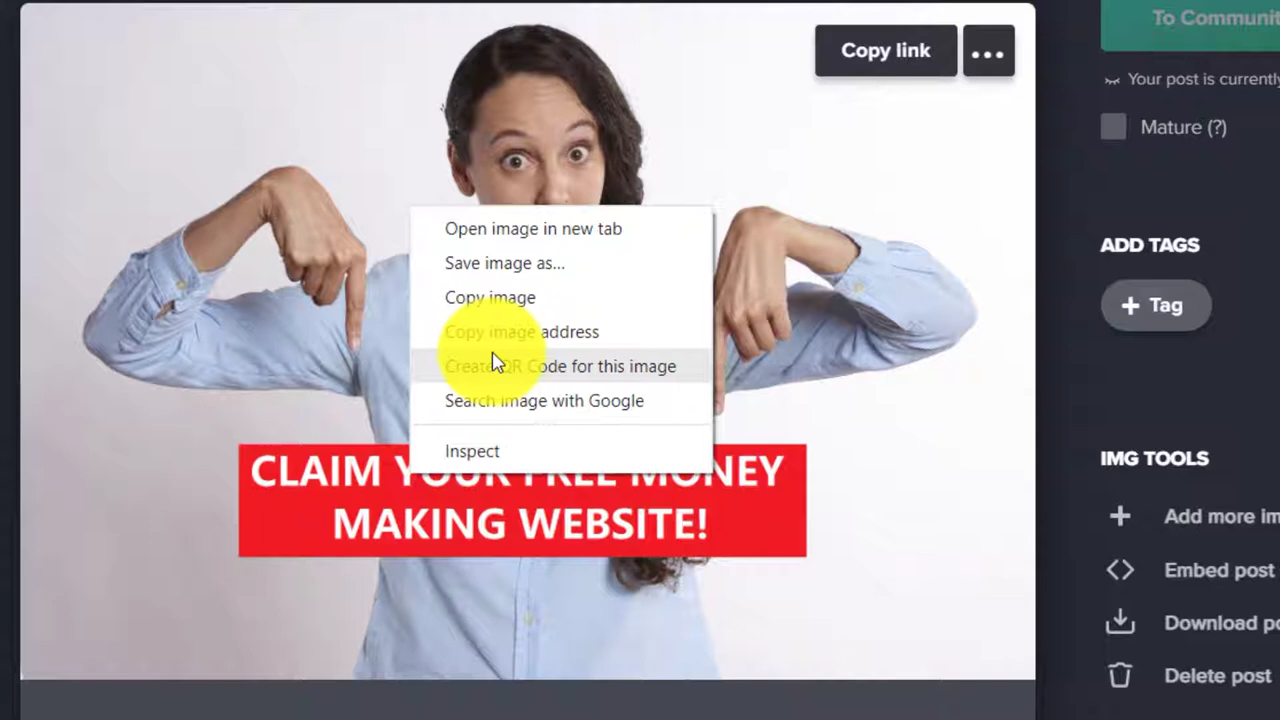 Copy link
To Communi
Your post is currently
Mature (?)
Open image in new tab
Save image as...
Copy image
Copy image address
Create QR Code for this image
Search image with Google
Inspect
ADD TAGS
+ Tag
CLAIM YOUR FREE MONEY
MAKING WEBSITE!
IMG TOOLS
Add more im
Embed post
Download po
Delete post